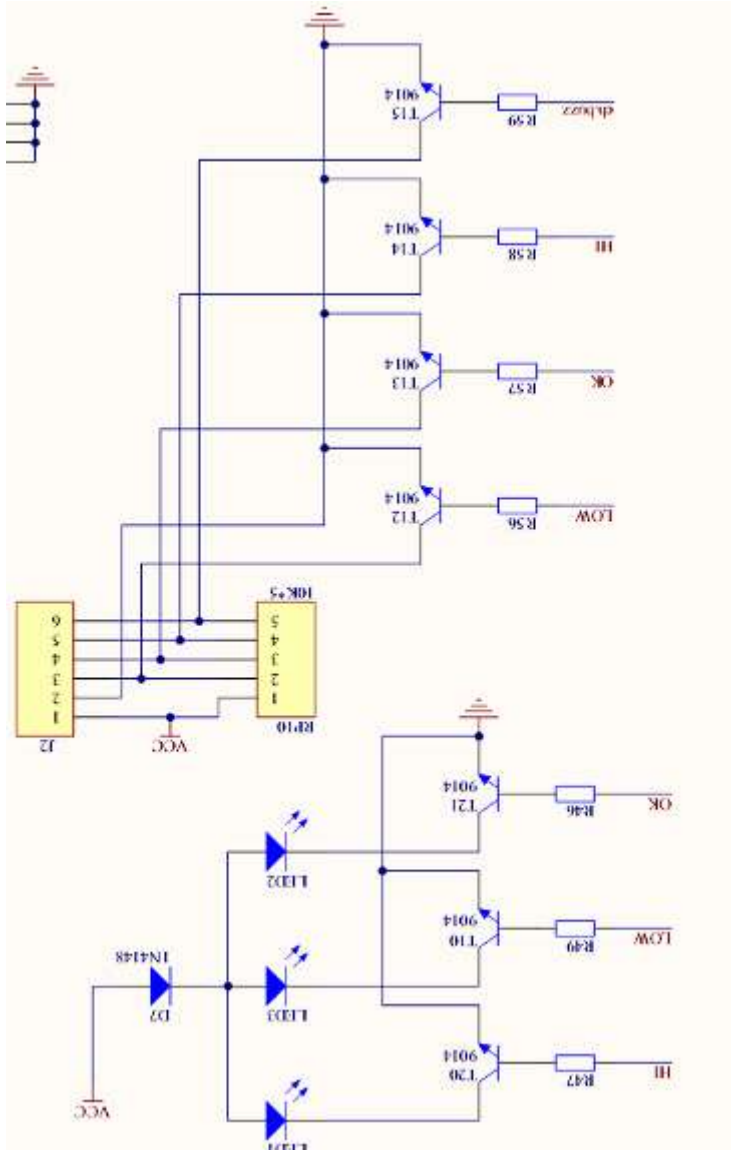 VCC
HI
R47
T20
9014
LED3
D7
1N4148
LOW
R49
T10
9014
LED2
OK
R46
T21
9014
VCC
J2
RP10
1
2
3
4
5
10K*5
1
2
3
4
5
6
LOW
R56
T12
9014
OK
R57
T13
9014
HI
R58
T14
9014
R59
T15
9014